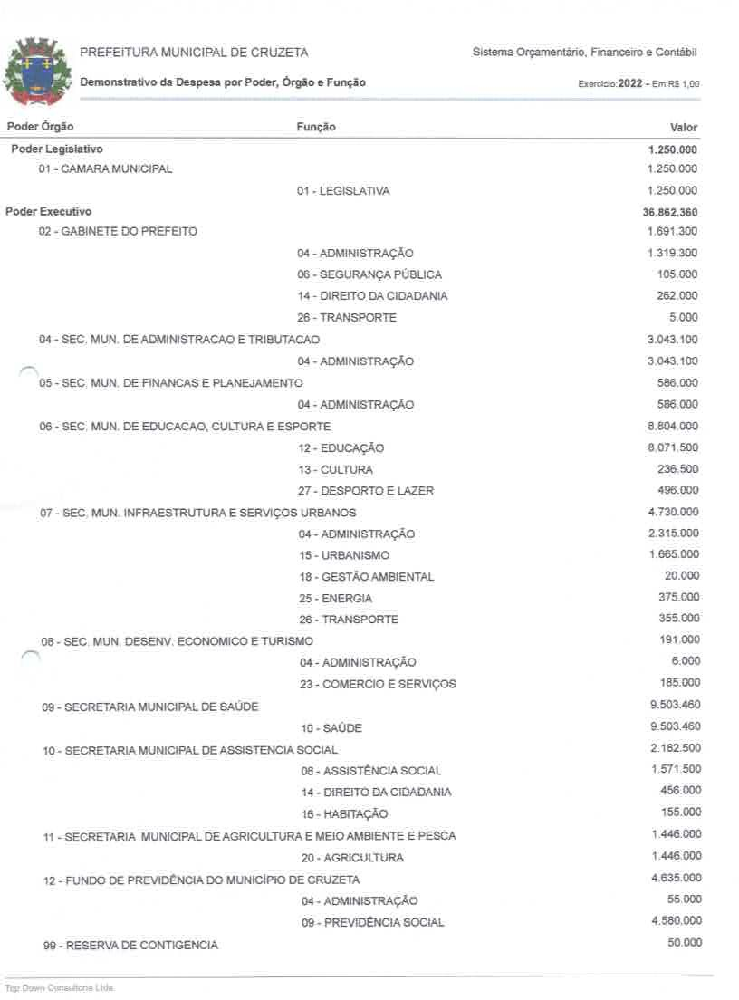 PREFEITURA MUNICIPAL DE CRUZETA Sistema Orçamentário, Financeiro e Contábil
Demonstrativo da Despesa por Poder, Órgão e Função Exercício:2022 - Em R$ 1,00
Poder Órgão Função Valor
Poder Legislativo 1.250.000
01 - CAMARA MUNICIPAL 1.250.000
01 - LEGISLATIVA 1.250.000
Poder Executivo 36.862.360
02 - GABINETE DO PREFEITO 1.691.300
04 - ADMINISTRAÇÃO 1.319.300
06 - SEGURANÇA PÚBLICA 105.000
14 - DIREITO DA CIDADANIA 262.000
26 - TRANSPORTE 5.000
04 - SEC. MUN. DE ADMINISTRACAO E TRIBUTACAO 3.043.100
04 - ADMINISTRAÇÃO 3.043.100
05 - SEC. MUN. DE FINANCAS E PLANEJAMENTO 586.000
04 - ADMINISTRAÇÃO 586.000
06 - SEC. MUN. DE EDUCACAO, CULTURA E ESPORTE 8.804.000
12 - EDUCAÇÃO 8.071.500
13 - CULTURA 236.500
27 - DESPORTO E LAZER 496.000
07 - SEC. MUN. INFRAESTRUTURA E SERVIÇOS URBANOS 4.730.000
04 - ADMINISTRAÇÃO 2.315.000
15 - URBANISMO 1.665.000
18 - GESTÃO AMBIENTAL 20.000
25 - ENERGIA 375.000
26 - TRANSPORTE 355.000
08 - SEC. MUN. DESENV. ECONOMICO E TURISMO 191.000
04 - ADMINISTRAÇÃO 6.000
23 - COMERCIO E SERVIÇOS 185.000
09 - SECRETARIA MUNICIPAL DE SAÚDE 9.503.460
10 - SAÚDE 9.503.460
10 - SECRETARIA MUNICIPAL DE ASSISTENCIA SOCIAL 2.182.500
08 - ASSISTÊNCIA SOCIAL 1.571.500
14 - DIREITO DA CIDADANIA 456.000
16 - HABITAÇÃO 155.000
11 - SECRETARIA MUNICIPAL DE AGRICULTURA E MEIO AMBIENTE E PESCA 1.446.000
20 - AGRICULTURA 1.446.000
12 - FUNDO DE PREVIDÊNCIA DO MUNICÍPIO DE CRUZETA 4.635.000
04 - ADMINISTRAÇÃO 55.000
09 - PREVIDÊNCIA SOCIAL 4.580.000
99 - RESERVA DE CONTIGENCIA 50.000
Top Down Consultoria Ltda.